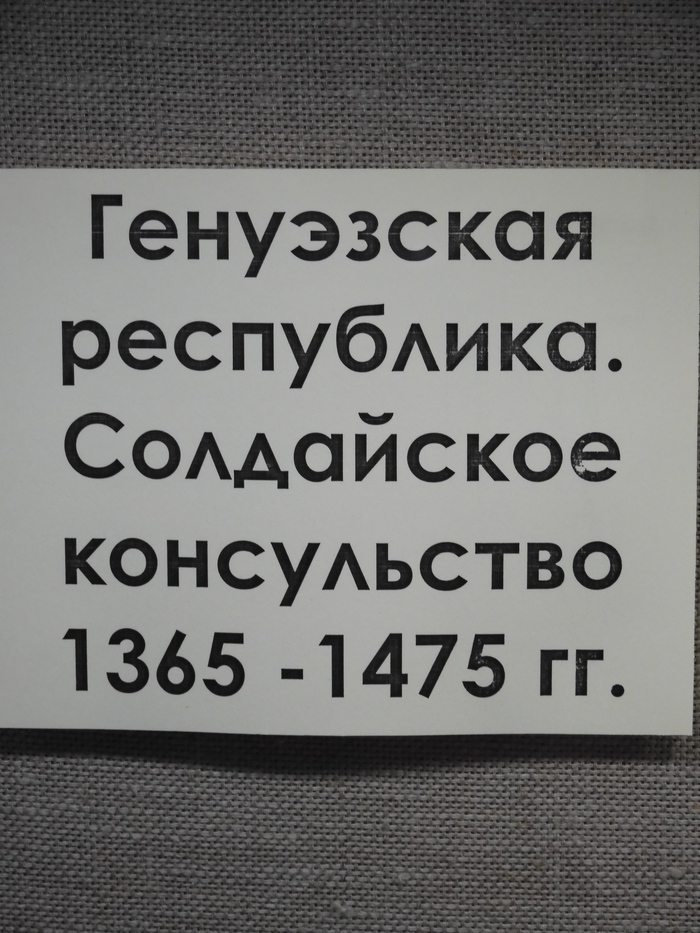 Генуэзская
республика.
Солдайское
консульство
1365 -1475 гг.